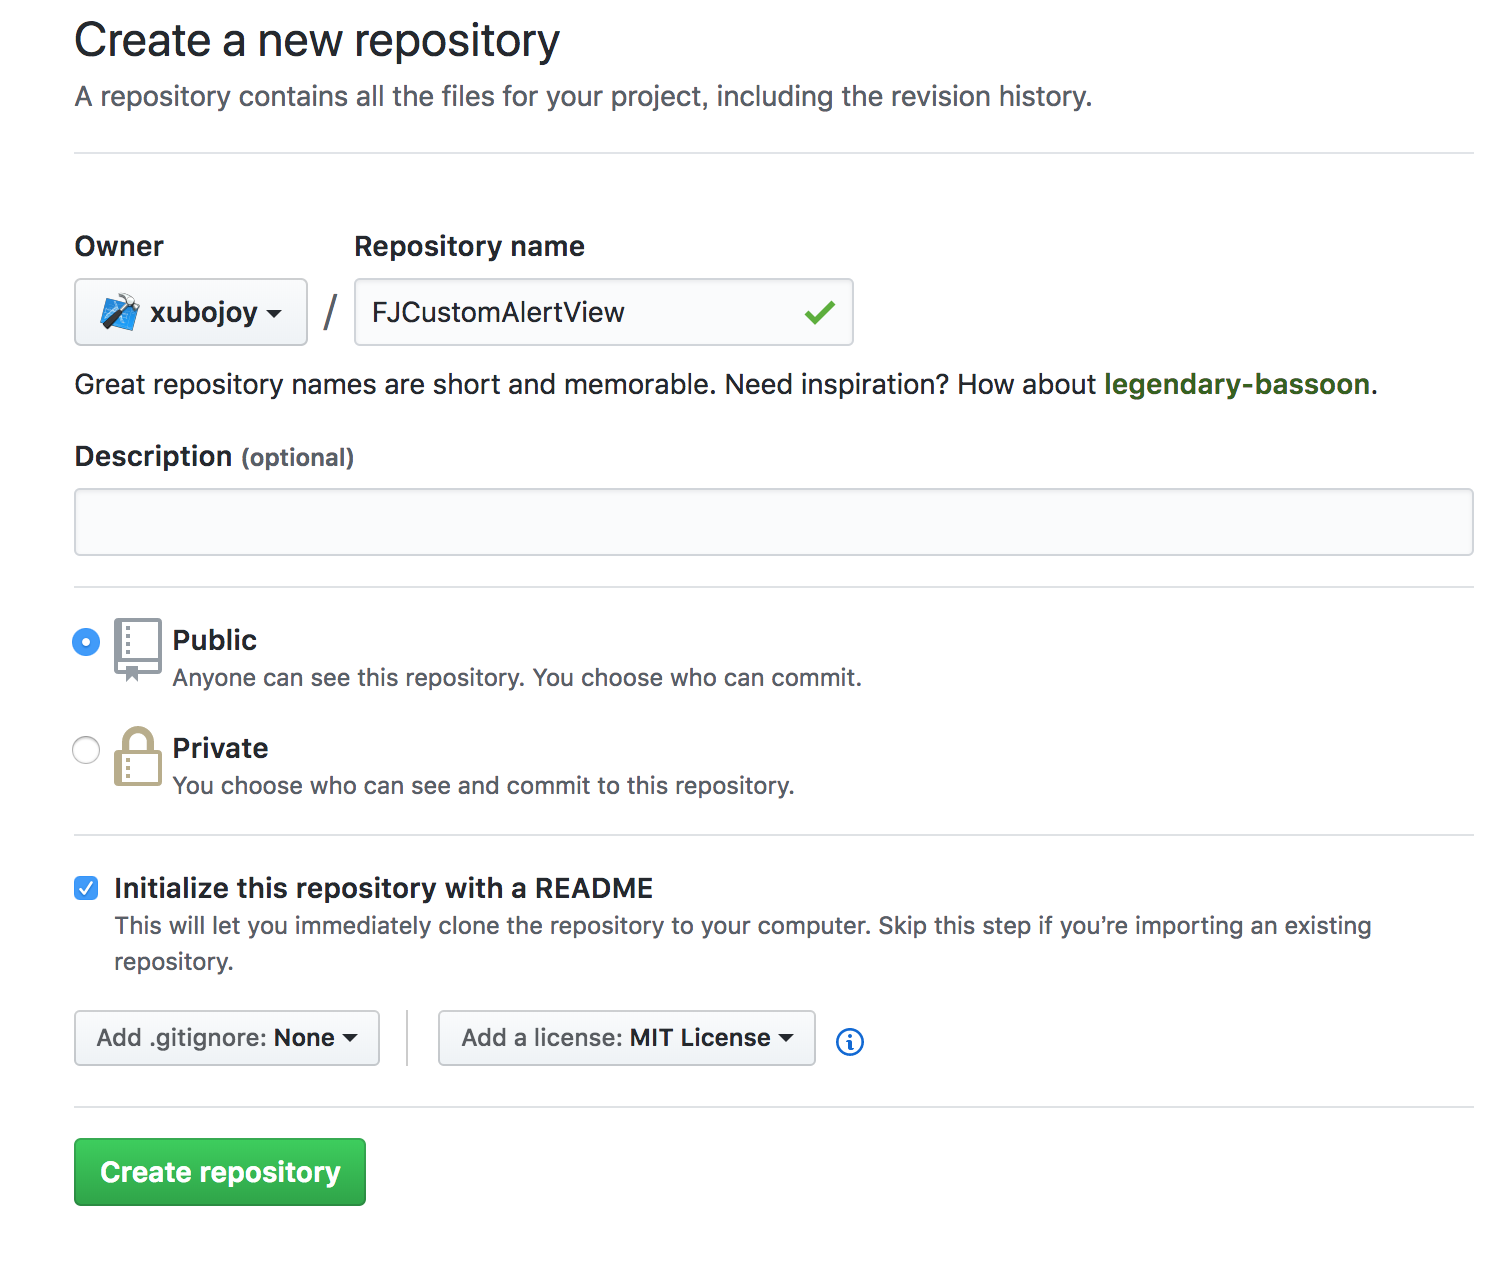 Create a new repository
A repository contains all the files for your project, including the revision history.
Owner
Repository name
xubojoy / FJCustomAlertView
Great repository names are short and memorable. Need inspiration? How about legendary-bassoon.
Description (optional)
Public
Anyone can see this repository. You choose who can commit.
Private
You choose who can see and commit to this repository.
Initialize this repository with a README
This will let you immediately clone the repository to your computer. Skip this step if you’re importing an existing
repository.
Add .gitignore: None
Add a license: MIT License
Create repository